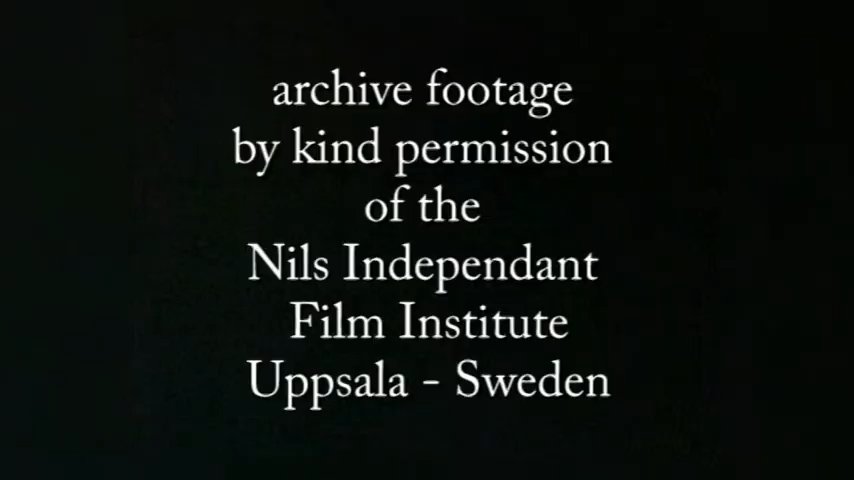 archive footage
by kind permission
of the
Nils Independant
Film Institute
Uppsala - Sweden